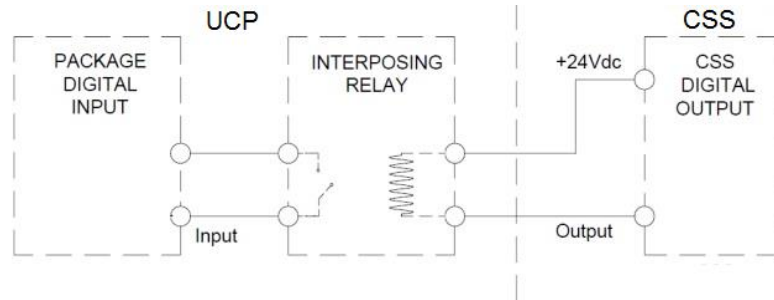 UCP
CSS
PACKAGE
DIGITAL
INPUT
INTERPOSING
RELAY
+24Vdc
CSS
DIGITAL
OUTPUT
Input
Output